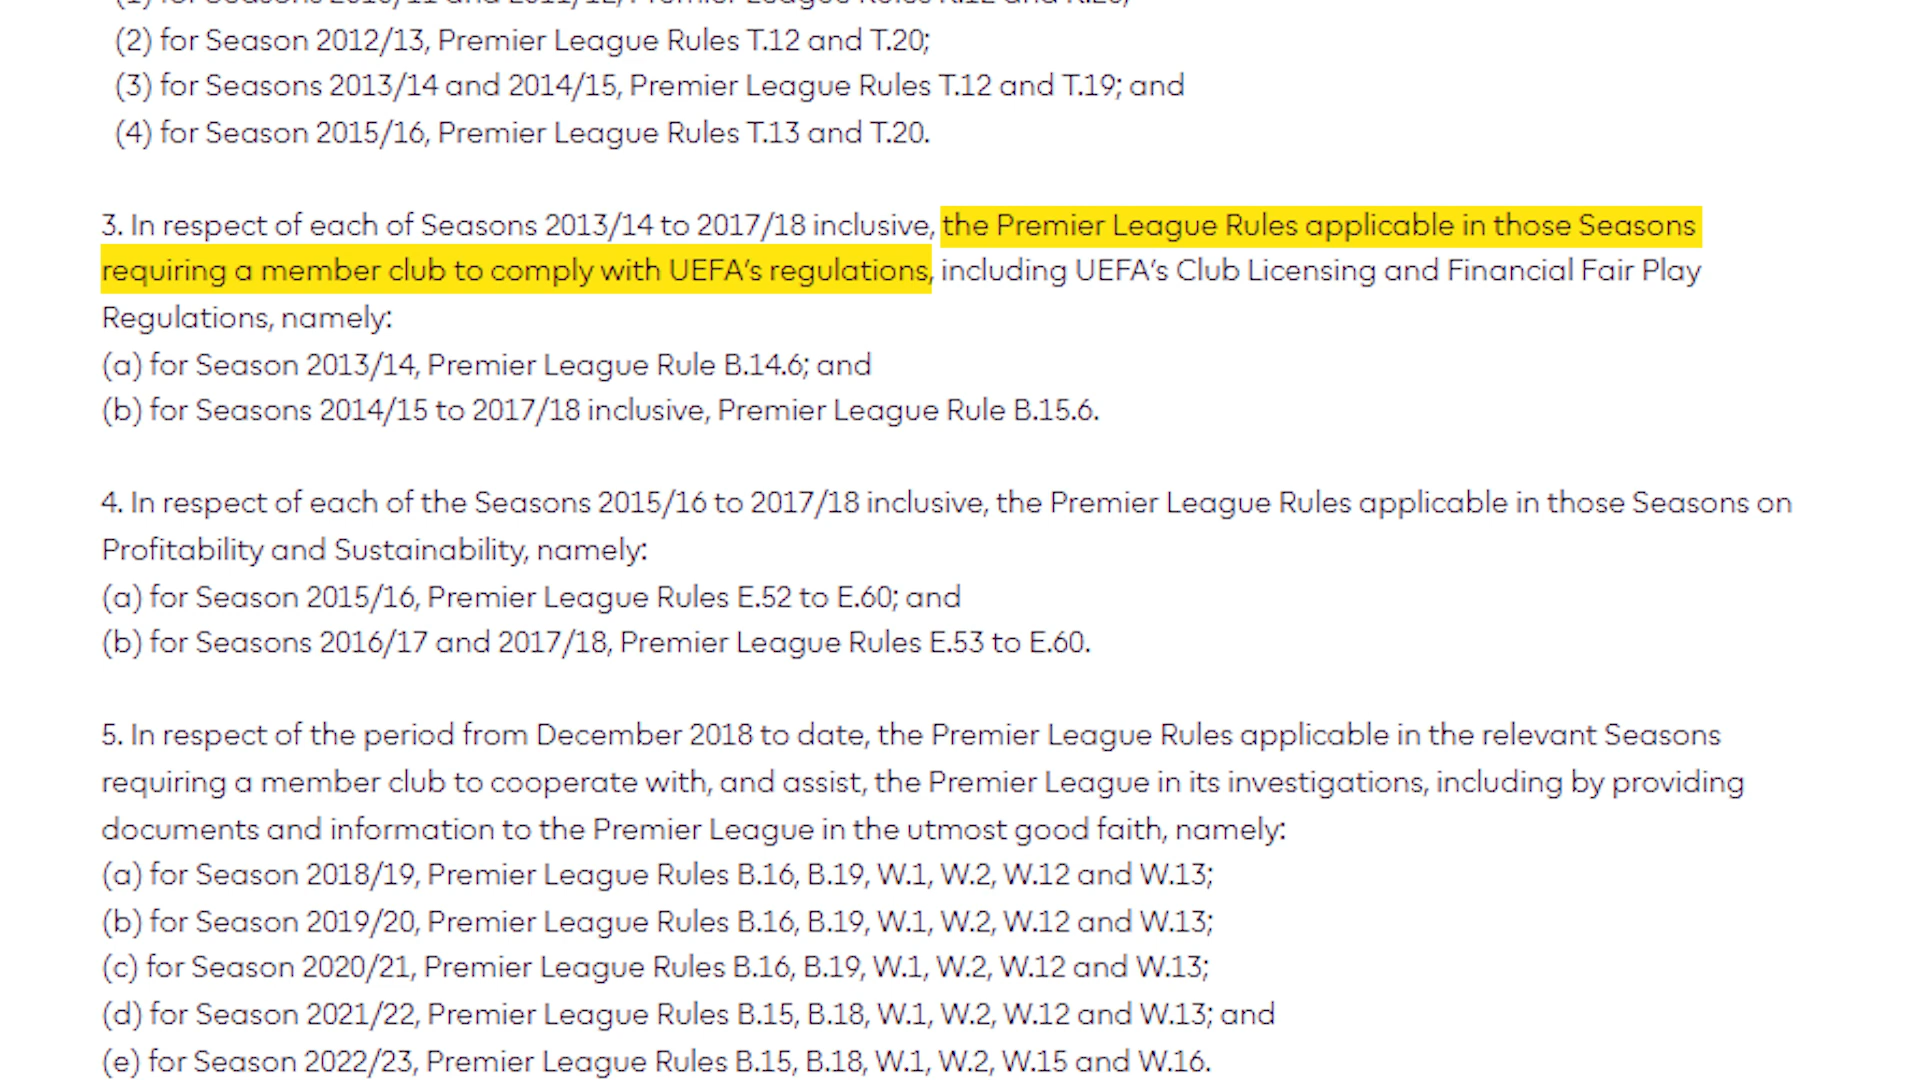 (1) for Seasons 2010/11 and 2011/12, Premier League Rules
(2) for Season 2012/13, Premier League Rules T.12 and T.20;
(3) for Seasons 2013/14 and 2014/15, Premier League Rules T.12 and T.19; and
(4) for Season 2015/16, Premier League Rules T.13 and T.20.
3. In respect of each of Seasons 2013/14 to 2017/18 inclusive, the Premier League Rules applicable in those Seasons
requiring a member club to comply with UEFA's regulations, including UEFA's Club Licensing and Financial Fair Play
Regulations, namely:
(a) for Season 2013/14, Premier League Rule B.14.6; and
(b) for Seasons 2014/15 to 2017/18 inclusive, Premier League Rule B.15.6.
4. In respect of each of the Seasons 2015/16 to 2017/18 inclusive, the Premier League Rules applicable in those Seasons on
Profitability and Sustainability, namely:
(a) for Season 2015/16, Premier League Rules E.52 to E.60; and
(b) for Seasons 2016/17 and 2017/18, Premier League Rules E.53 to E.60.
5. In respect of the period from December 2018 to date, the Premier League Rules applicable in the relevant Seasons
requiring a member club to cooperate with, and assist, the Premier League in its investigations, including by providing
documents and information to the Premier League in the utmost good faith, namely:
(a) for Season 2018/19, Premier League Rules B.16, B.19, W.1, W.2, W.12 and W.13;
(b) for Season 2019/20, Premier League Rules B.16, B.19, W.1, W.2, W.12 and W.13;
(c) for Season 2020/21, Premier League Rules B.16, B.19, W.1, W.2, W.12 and W.13;
(d) for Season 2021/22, Premier League Rules B.15, B.18, W.1, W.2, W.12 and W.13; and
(e) for Season 2022/23, Premier League Rules B.15, B.18, W.1, W.2, W.15 and W.16.